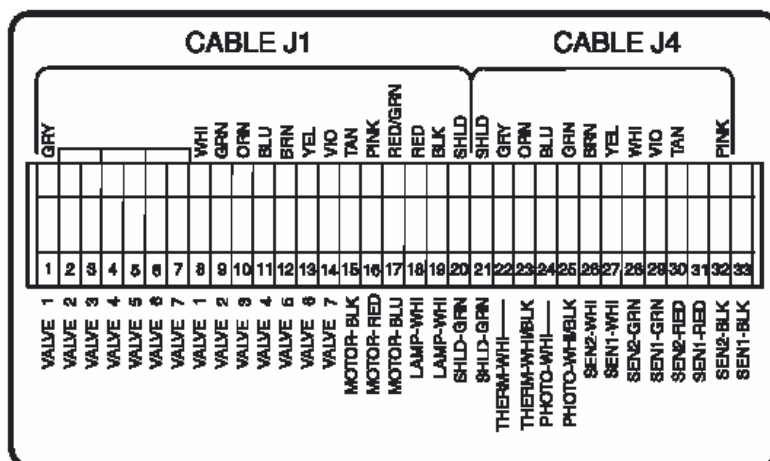 CABLE J1 CABLE J4
GRY WHI GRN ORN BLU BRN YEL VIO TAN PINK RED/GRN RED BLK SHLD SHLD GRY ORN BLU GRN BRN YEL WHI VIO TAN PINK
1 2 3 4 5 6 7 8 9 10 11 12 13 14 15 16 17 18 19 20 21 22 23 24 25 26 27 28 29 30 31 32 33
VALVE 1
VALVE 2
VALVE 3
VALVE 4
VALVE 5
VALVE 6
VALVE 7
VALVE 1
VALVE 2
VALVE 3
VALVE 4
VALVE 5
VALVE 6
VALVE 7
MOTOR-BLK
MOTOR-RED
MOTOR-BLU
LAMP-WHI
LAMP-WHI
SHLD-GRN
SHLD-GRN
THERM-WHI
THERM-WHI/BLK
PHOTO-WHI
PHOTO-WHI/BLK
SEN2-WHI
SEN1-WHI
SEN2-GRN
SEN1-GRN
SEN2-RED
SEN1-RED
SEN2-BLK
SEN1-BLK